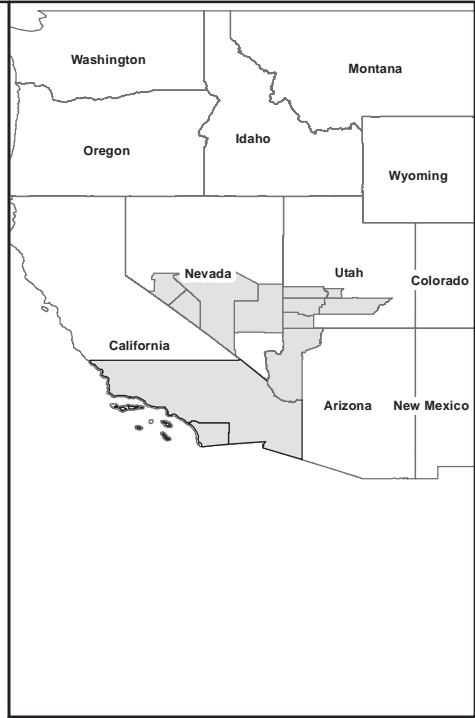 Washington
Montana
Oregon
Idaho
Wyoming
Nevada
Utah
Colorado
California
Arizona
New Mexico